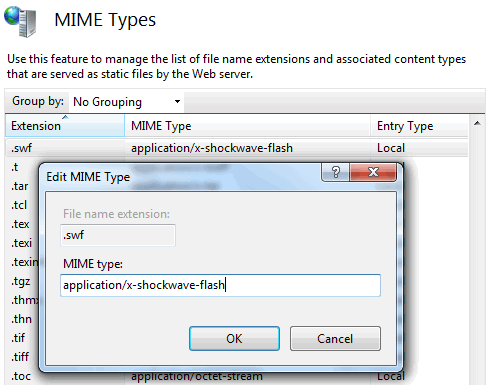 MIME Types
Use this feature to manage the list of file name extensions and associated content types
that are served as static files by the Web server.
Group by: No Grouping
Extension MIME Type Entry Type
.swf application/x-shockwave-flash Local
.t
.tar
.tcl
.tex
.texi
.tgz
.thn
.tif
.tiff
.toc application/octet-stream Local
Edit MIME Type
File name extension:
.swf
MIME type:
application/x-shockwave-flash
OK Cancel